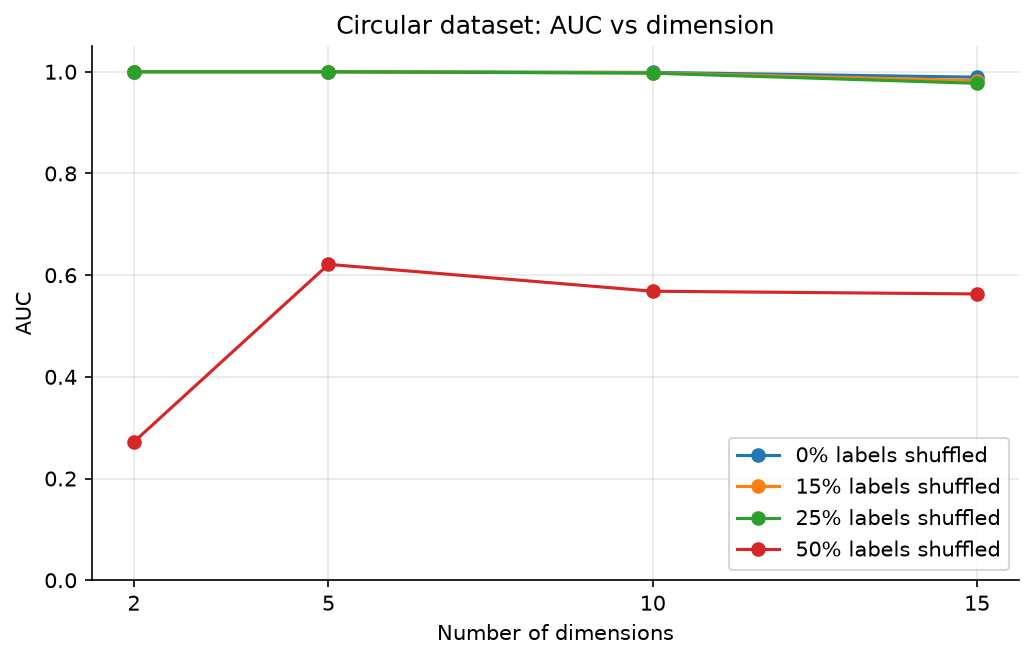 Circular dataset: AUC vs dimension
1.0
0.8
0.6
0.4
0.2
0.0
AUC
0% labels shuffled
15% labels shuffled
25% labels shuffled
50% labels shuffled
2 5 10 15
Number of dimensions